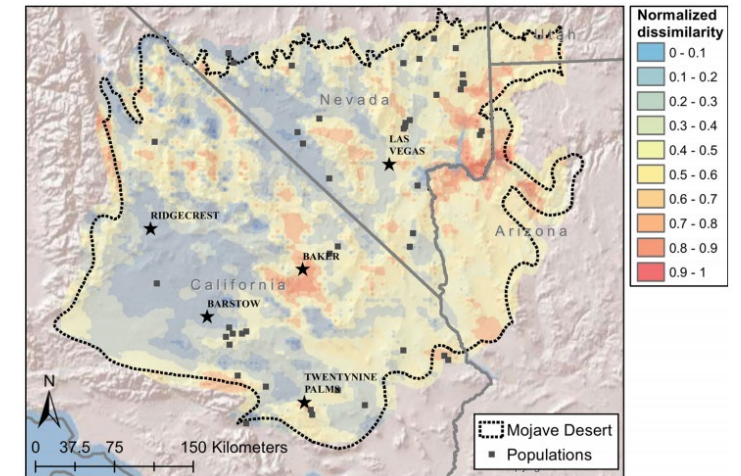 Utah
Nevada
LAS
VEGAS
RIDGECREST
Arizona
BAKER
California
BARSTOW
TWENTYNINE
PALMS
N
0 37.5 75 150 Kilometers
Mojave Desert
Populations
Normalized
dissimilarity
0 - 0.1
0.1 - 0.2
0.2 - 0.3
0.3 - 0.4
0.4 - 0.5
0.5 - 0.6
0.6 - 0.7
0.7 - 0.8
0.8 - 0.9
0.9 - 1